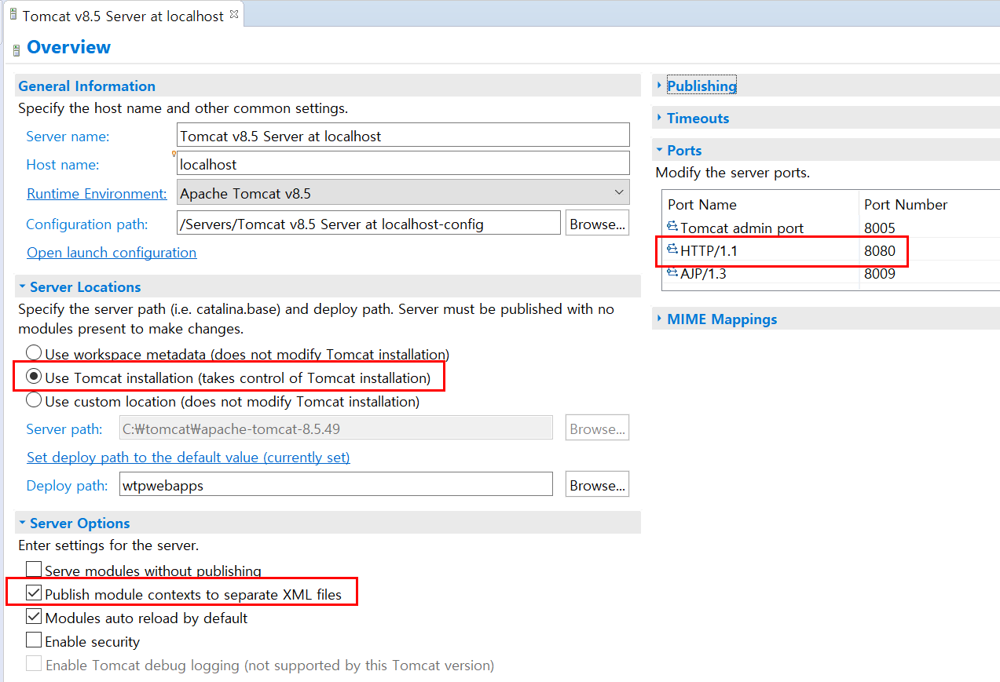 Tomcat v8.5 Server at localhost
Overview
General Information
Specify the host name and other common settings.
Server name:
Tomcat v8.5 Server at localhost
Host name:
localhost
Runtime Environment:
Apache Tomcat v8.5
Configuration path:
/Servers/Tomcat v8.5 Server at localhost-config
Browse...
Open launch configuration
Server Locations
Specify the server path (i.e. catalina.base) and deploy path. Server must be published with no
modules present to make changes.
Use workspace metadata (does not modify Tomcat installation)
Use Tomcat installation (takes control of Tomcat installation)
Use custom location (does not modify Tomcat installation)
Server path:
C:₩tomcat₩apache-tomcat-8.5.49
Browse...
Set deploy path to the default value (currently set)
Deploy path:
wtpwebapps
Browse...
Server Options
Enter settings for the server.
Serve modules without publishing
Publish module contexts to separate XML files
Modules auto reload by default
Enable security
Enable Tomcat debug logging (not supported by this Tomcat version)
Publishing
Timeouts
Ports
Modify the server ports.
Port Name Port Number
Tomcat admin port 8005
HTTP/1.1 8080
AJP/1.3 8009
MIME Mappings